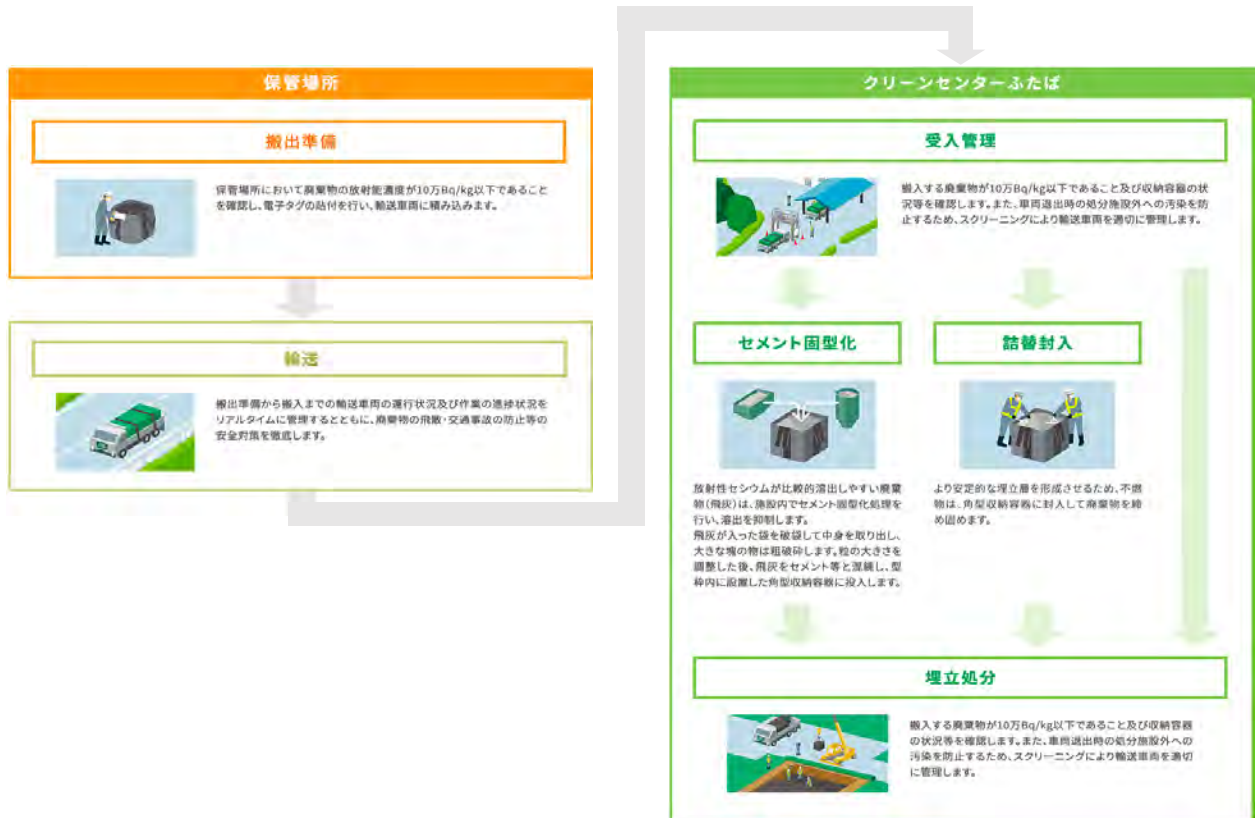 保管場所
搬出準備
保管場所において廃棄物の放射能濃度が10万Bq/kg以下であること
を確認し、電子タグの貼付を行い、輸送車両に積み込みます。
輸送
搬出準備から搬入までの輸送車両の運行状況及び作業の進捗状況を
リアルタイムに管理するとともに、廃棄物の飛散・交通事故の防止等の
安全対策を徹底します。
クリーンセンターふたば
受入管理
搬入する廃棄物が10万Bq/kg以下であること及び収納容器の状
況等を確認します。また、車両退出時の処分施設外への汚染を防
止するため、スクリーニングにより輸送車両を適切に管理します。
セメント固型化
放射性セシウムが比較的溶出しやすい廃棄
物(飛灰)は、施設内でセメント固型化処理を
行い、溶出を抑制します。
飛灰が入った袋を破袋して中身を取り出し、
大きな塊の物は粗破砕します。粒の大きさを
調整した後、飛灰をセメント等と混練し、型
枠内に設置した角型収納容器に投入します。
詰替封入
より安定的な埋立層を形成させるため、不燃
物は、角型収納容器に封入して廃棄物を締
め固めます。
埋立処分
搬入する廃棄物が10万Bq/kg以下であること及び収納容器
の状況等を確認します。また、車両退出時の処分施設外への
汚染を防止するため、スクリーニングにより輸送車両を適切
に管理します。